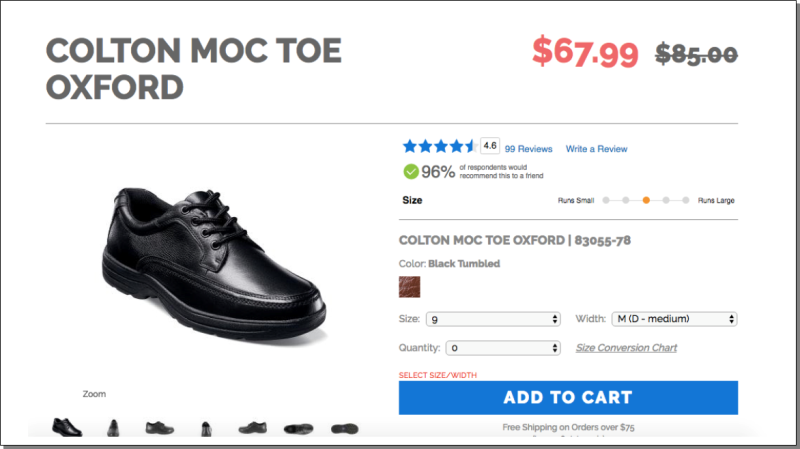 COLTON MOC TOE
OXFORD
$67.99 $85.00
4.6 99 Reviews Write a Review
96% of respondents would
recommend this to a friend
Size Runs Small Runs Large
COLTON MOC TOE OXFORD | 83055-78
Color: Black Tumbled
Size: 9 Width: M (D - medium)
Quantity: 0 Size Conversion Chart
SELECT SIZE/WIDTH
ADD TO CART
Zoom
Free Shipping on Orders over $75